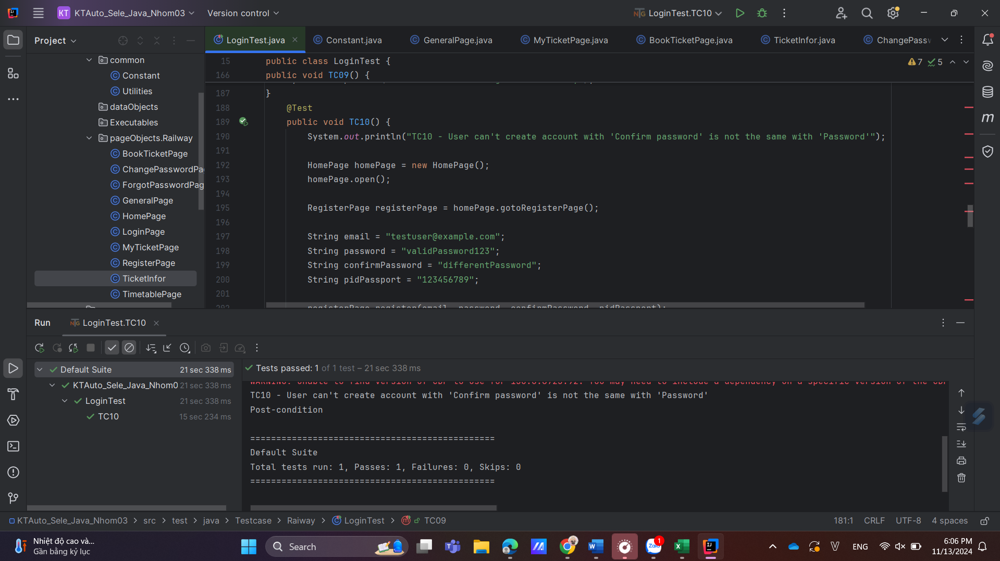 KT KTAuto_Sele_Java_Nhom03 Version control LoginTest.TC10
Project
LoginTest.java Constant.java GeneralPage.java MyTicketPage.java BookTicketPage.java TicketInfor.java
common
Constant
Utilities
dataObjects
Executables
pageObjects.Railway
BookTicketPage
ChangePasswordPa
ForgotPasswordPag
GeneralPage
HomePage
LoginPage
MyTicketPage
RegisterPage
TicketInfor
TimetablePage
7 5
15 public class LoginTest {
166 public void TC09() {
187 }
188 @Test
189 public void TC10() {
190 System.out.println("TC10 - User can't create account with 'Confirm password' is not the same with 'Password'");
191
192 HomePage homePage = new HomePage();
193 homePage.open();
194
195 RegisterPage registerPage = homePage.gotoRegisterPage();
196
197 String email = "testuser@example.com";
198 String password = "validPassword123";
199 String confirmPassword = "differentPassword";
200 String pidPassport = "123456789";
201
202 registerPage.register(email, password, confirmPassword, pidPassport);
Run LoginTest.TC10
Default Suite 21 sec 338 ms
KTAuto_Sele_Java_Nhom0 21 sec 338 ms
LoginTest 21 sec 338 ms
TC10 15 sec 234 ms
Tests passed: 1 of 1 test – 21 sec 338 ms
TC10 - User can't create account with 'Confirm password' is not the same with 'Password'
Post-condition
===============================================
Default Suite
Total tests run: 1, Passes: 1, Failures: 0, Skips: 0
===============================================
KTAuto_Sele_Java_Nhom03 > src > test > java > Testcase > Raiway > LoginTest > TC09
181:1 CRLF UTF-8 4 spaces
Nhiệt độ cao và...
Gần bằng kỷ lục
Search
Zalo 1
ENG
6:06 PM
11/13/2024